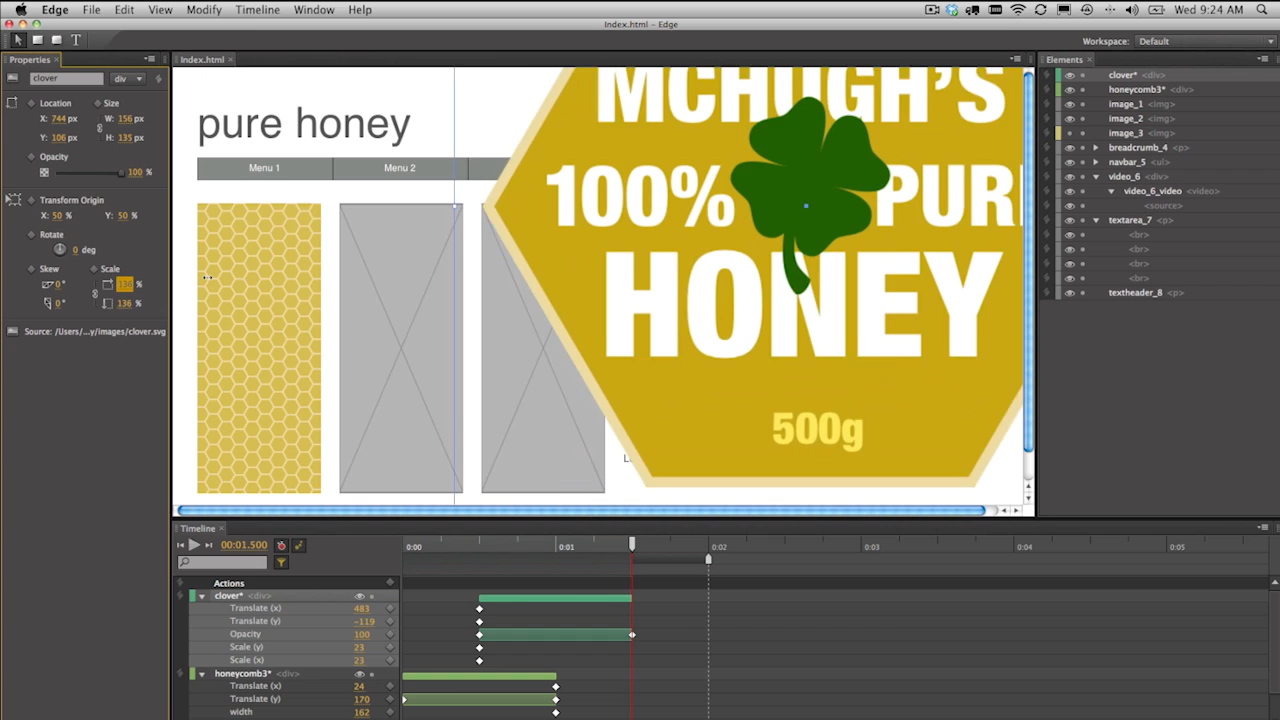 Edge File Edit View Modify Timeline Window Help Wed 9:24 AM
Index.html - Edge
T Workspace: Default
Properties Index.html Elements
clover div
Location Size
X: 744 px W: 156 px
Y: 106 px H: 135 px
Opacity
100 %
Transform Origin
X: 50 % Y: 50 %
Rotate
0 deg
Skew Scale
0° 136 %
0° 136 %
Source: /Users/...y/images/clover.svg
pure honey
Menu 1 Menu 2
MCHUGH'S
100% PUR
HONEY
500g
L
clover* <div>
honeycomb3* <div>
image_1 <img>
image_2 <img>
image_3 <img>
breadcrumb_4 <p>
navbar_5 <ul>
video_6 <div>
video_6_video <video>
<source>
textarea_7 <p>
<br>
<br>
<br>
<br>
textheader_8 <p>
Timeline
00:01.500 0:00 0:01 0:02 0:03 0:04 0:05
Actions
clover* <div>
Translate (x) 483
Translate (y) -119
Opacity 100
Scale (y) 23
Scale (x) 23
honeycomb3* <div>
Translate (x) 24
Translate (y) 170
width 162